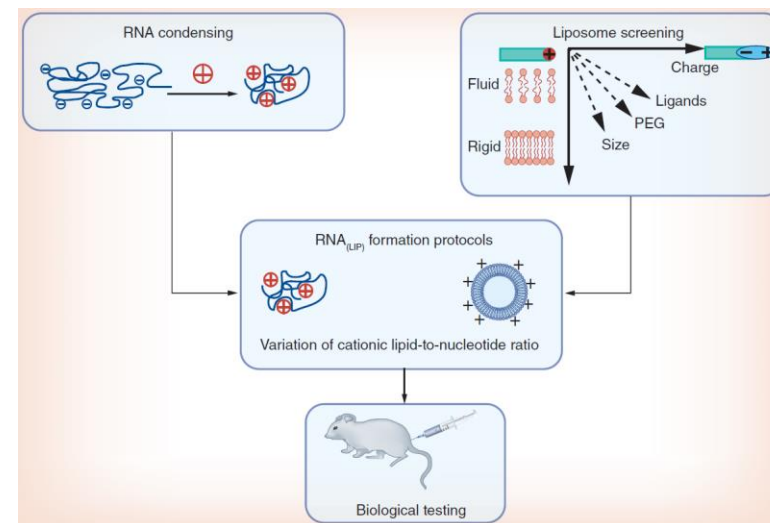 RNA condensing
Liposome screening
Charge
Fluid
Ligands
PEG
Rigid
Size
RNA(LIP) formation protocols
Variation of cationic lipid-to-nucleotide ratio
Biological testing